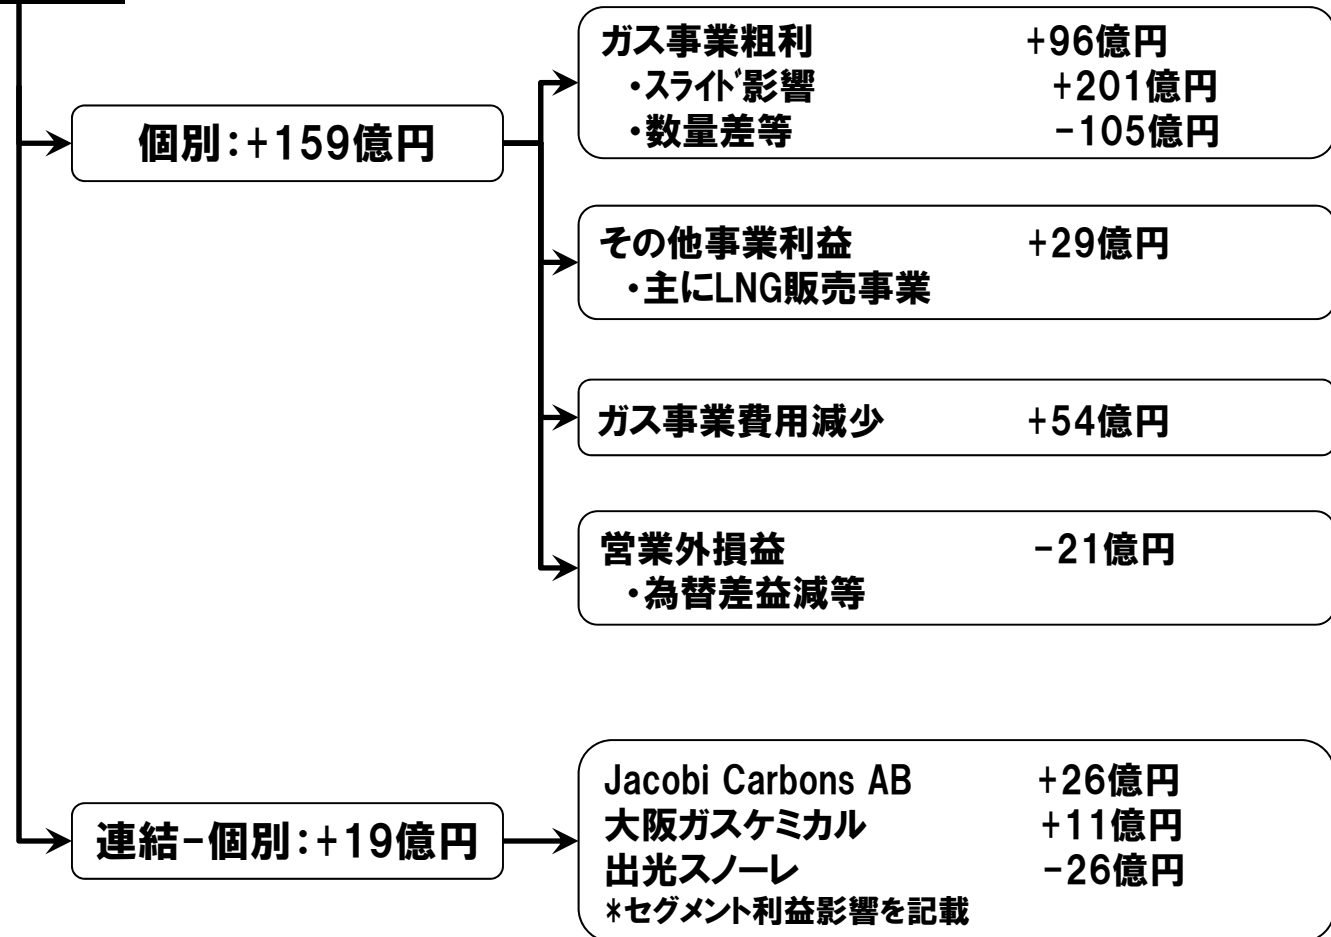 ガス事業粗利 +96億円
・スライド影響 +201億円
・数量差等 -105億円
個別:+159億円
その他事業利益 +29億円
・主にLNG販売事業
ガス事業費用減少 +54億円
営業外損益 -21億円
・為替差益減等
連結-個別:+19億円
Jacobi Carbons AB +26億円
大阪ガスケミカル +11億円
出光スノーレ -26億円
*セグメント利益影響を記載